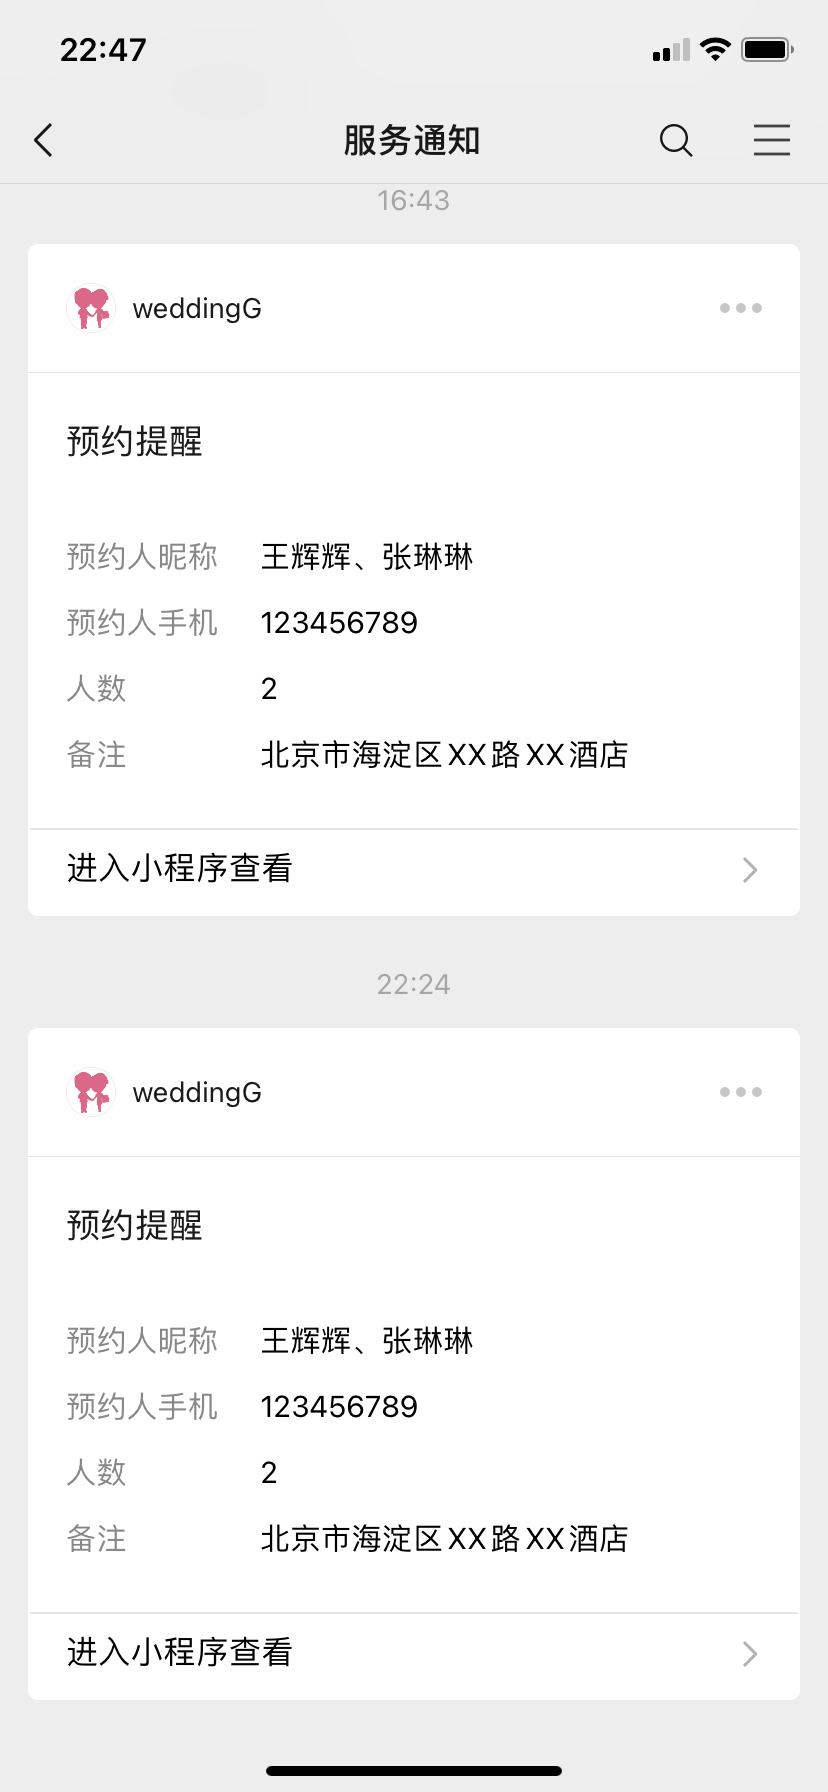 22:47
服务通知
16:43
weddingG
预约提醒
预约人昵称 王辉辉、张琳琳
预约人手机 123456789
人数 2
备注 北京市海淀区XX路XX酒店
进入小程序查看
22:24
weddingG
预约提醒
预约人昵称 王辉辉、张琳琳
预约人手机 123456789
人数 2
备注 北京市海淀区XX路XX酒店
进入小程序查看